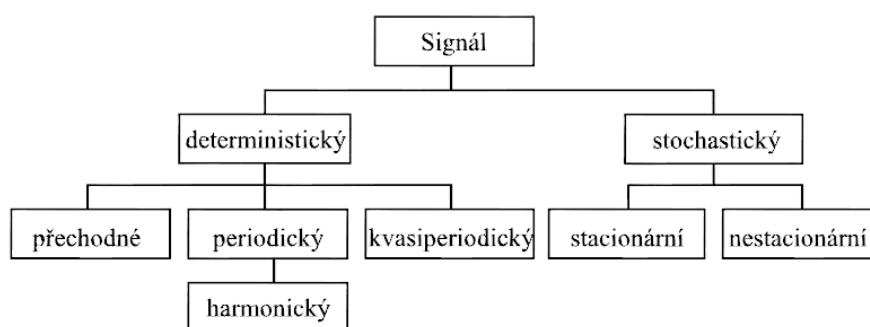 Signál
deterministický
stochastický
přechodné
periodický
kvasiperiodický
stacionární
nestacionární
harmonický